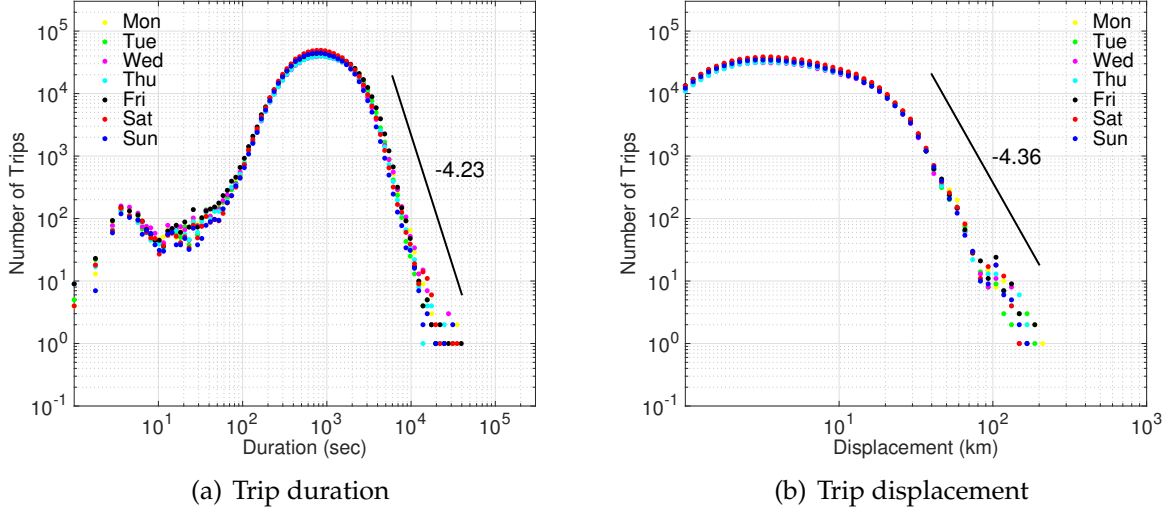 Mon
Tue
Wed
Thu
Fri
Sat
Sun
10^5
10^4
10^3
10^2
10^1
10^0
10^-1
Number of Trips
-4.23
10^1 10^2 10^3 10^4 10^5
Duration (sec)
(a) Trip duration
Mon
Tue
Wed
Thu
Fri
Sat
Sun
10^5
10^4
10^3
10^2
10^1
10^0
10^-1
Number of Trips
-4.36
10^1 10^2 10^3
Displacement (km)
(b) Trip displacement